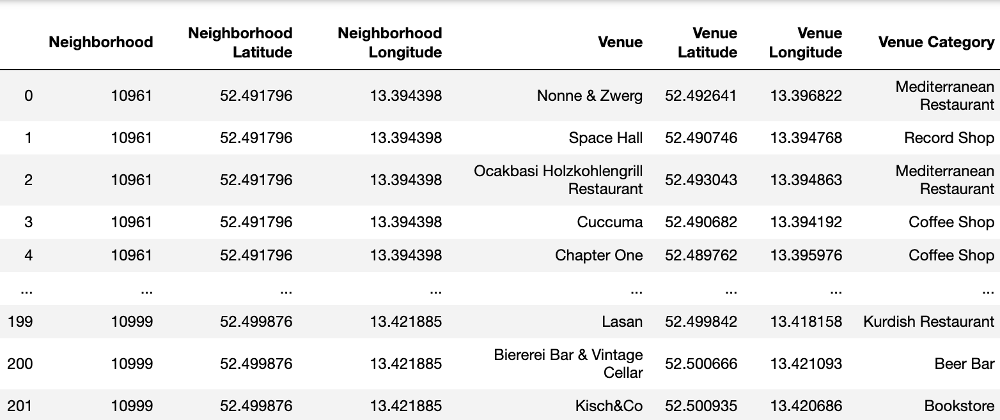 Neighborhood Neighborhood Latitude Neighborhood Longitude Venue Venue Latitude Venue Longitude Venue Category
0 10961 52.491796 13.394398 Nonne & Zwerg 52.492641 13.396822 Mediterranean Restaurant
1 10961 52.491796 13.394398 Space Hall 52.490746 13.394768 Record Shop
2 10961 52.491796 13.394398 Ocakbasi Holzkohlengrill Restaurant 52.493043 13.394863 Mediterranean Restaurant
3 10961 52.491796 13.394398 Cuccuma 52.490682 13.394192 Coffee Shop
4 10961 52.491796 13.394398 Chapter One 52.489762 13.395976 Coffee Shop
... ... ... ... ... ... ... ...
199 10999 52.499876 13.421885 Lasan 52.499842 13.418158 Kurdish Restaurant
200 10999 52.499876 13.421885 Biererei Bar & Vintage Cellar 52.500666 13.421093 Beer Bar
201 10999 52.499876 13.421885 Kisch&Co 52.500935 13.420686 Bookstore